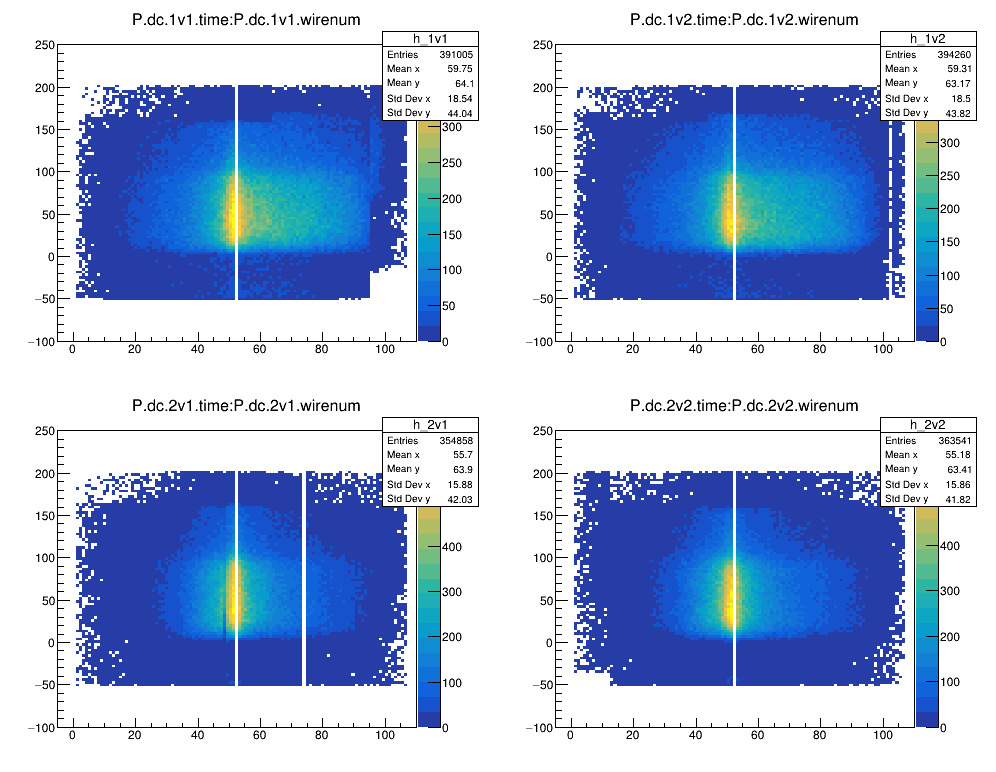 P.dc.1v1.time:P.dc.1v1.wirenum
h_1v1
Entries 391005
Mean x 59.75
Mean y 64.1
Std Dev x 18.54
Std Dev y 44.04
250
200
150
100
50
0
−50
−100
0 20 40 60 80 100
300
250
200
150
100
50
0
P.dc.1v2.time:P.dc.1v2.wirenum
h_1v2
Entries 394260
Mean x 59.31
Mean y 63.17
Std Dev x 18.5
Std Dev y 43.82
250
200
150
100
50
0
−50
−100
0 20 40 60 80 100
300
250
200
150
100
50
0
P.dc.2v1.time:P.dc.2v1.wirenum
h_2v1
Entries 354858
Mean x 55.7
Mean y 63.9
Std Dev x 15.88
Std Dev y 42.03
250
200
150
100
50
0
−50
−100
0 20 40 60 80 100
400
300
200
100
0
P.dc.2v2.time:P.dc.2v2.wirenum
h_2v2
Entries 363541
Mean x 55.18
Mean y 63.41
Std Dev x 15.86
Std Dev y 41.82
250
200
150
100
50
0
−50
−100
0 20 40 60 80 100
400
300
200
100
0